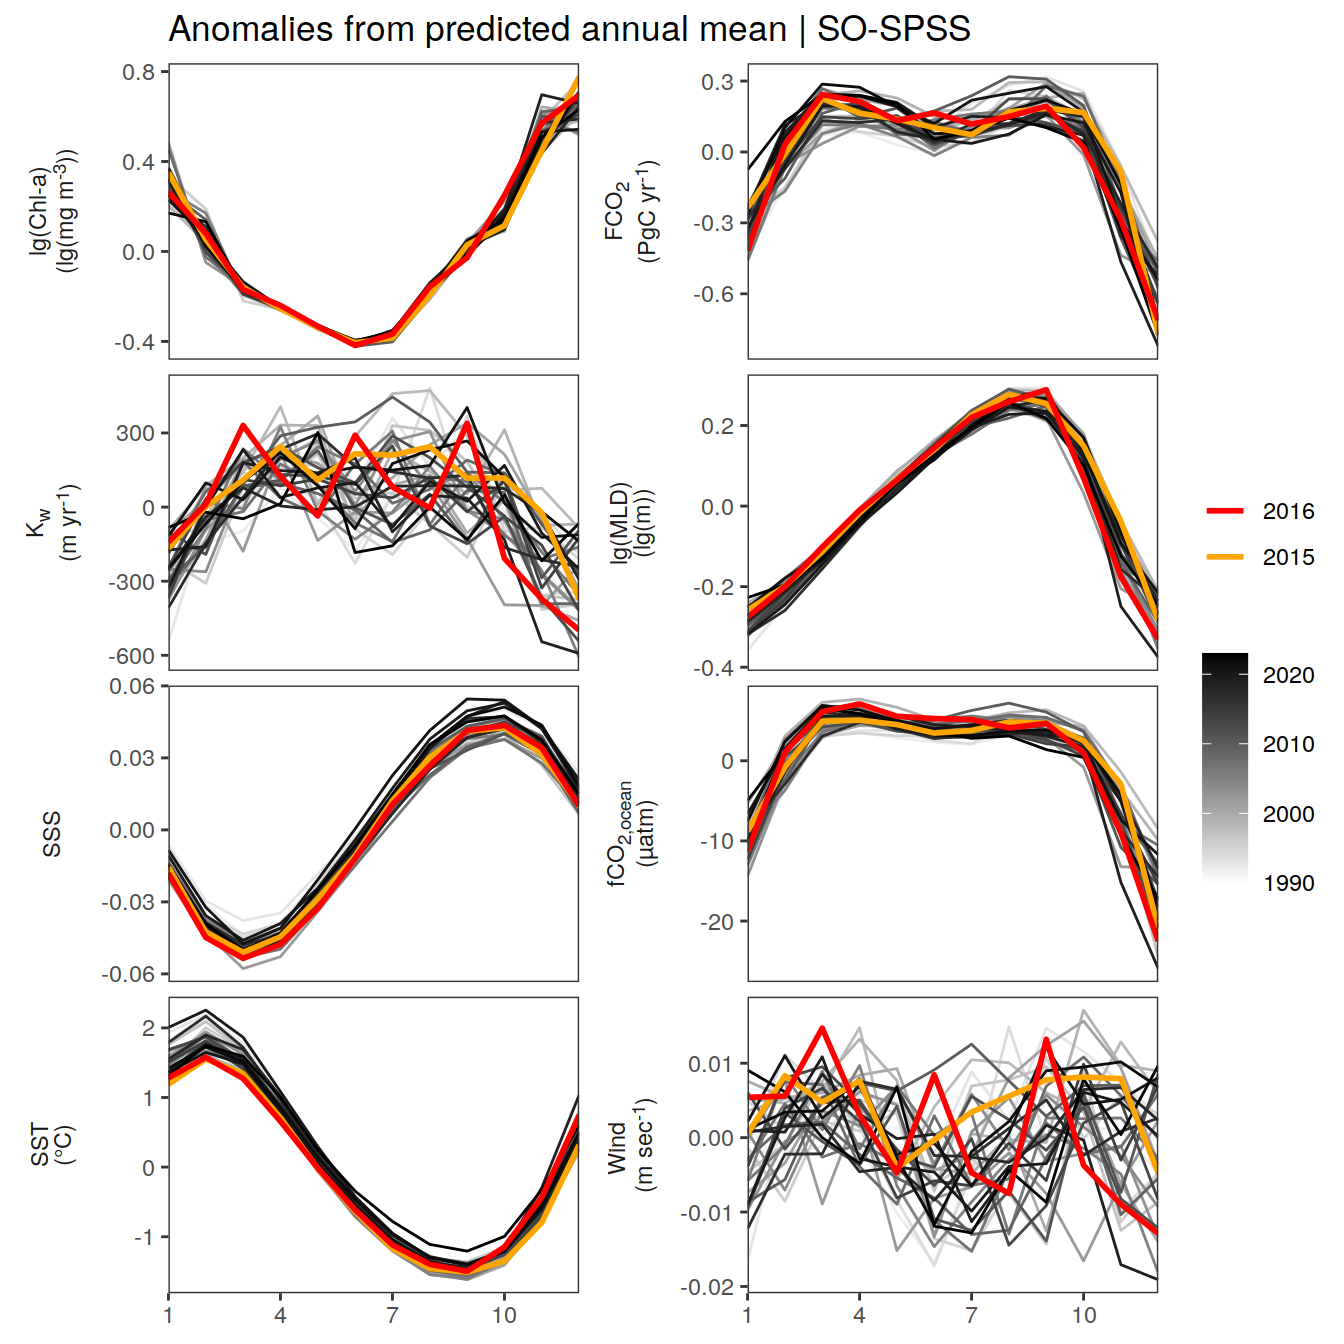 Anomalies from predicted annual mean | SO-SPSS
lg(Chl-a)
(lg(mg m⁻³))
0.8
0.4
0.0
-0.4
FCO₂
(PgC yr⁻¹)
0.3
0.0
-0.3
-0.6
K_w
(m yr⁻¹)
300
0
-300
-600
lg(MLD)
(lg(m))
0.2
0.0
-0.2
-0.4
SSS
0.06
0.03
0.00
-0.03
-0.06
fCO₂,ocean
(µatm)
0
-10
-20
SST
(°C)
2
1
0
-1
1 4 7 10
Wind
(m sec⁻¹)
0.01
0.00
-0.01
-0.02
1 4 7 10
2016
2015
2020
2010
2000
1990